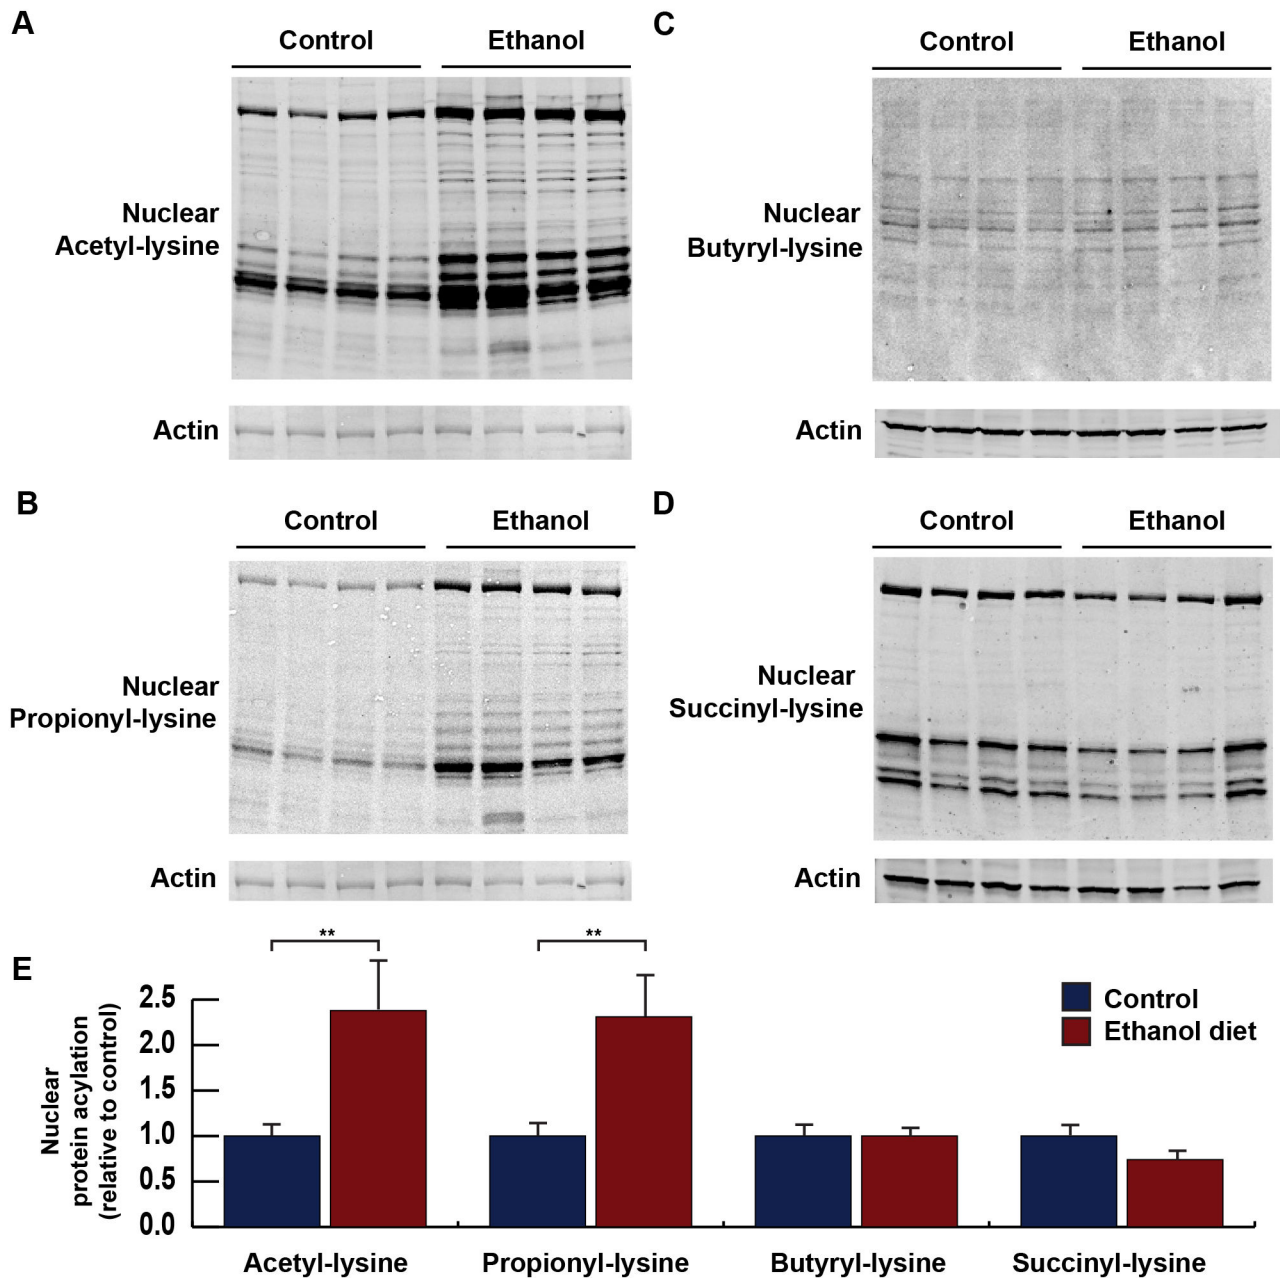 A
Control
Ethanol
Nuclear
Acetyl-lysine
Actin
C
Control
Ethanol
Nuclear
Butyryl-lysine
Actin
B
Control
Ethanol
Nuclear
Propionyl-lysine
Actin
D
Control
Ethanol
Nuclear
Succinyl-lysine
Actin
E
**
**
Nuclear
protein acylation
(relative to control)
2.5
2.0
1.5
1.0
0.5
0.0
Control
Ethanol diet
Acetyl-lysine
Propionyl-lysine
Butyryl-lysine
Succinyl-lysine